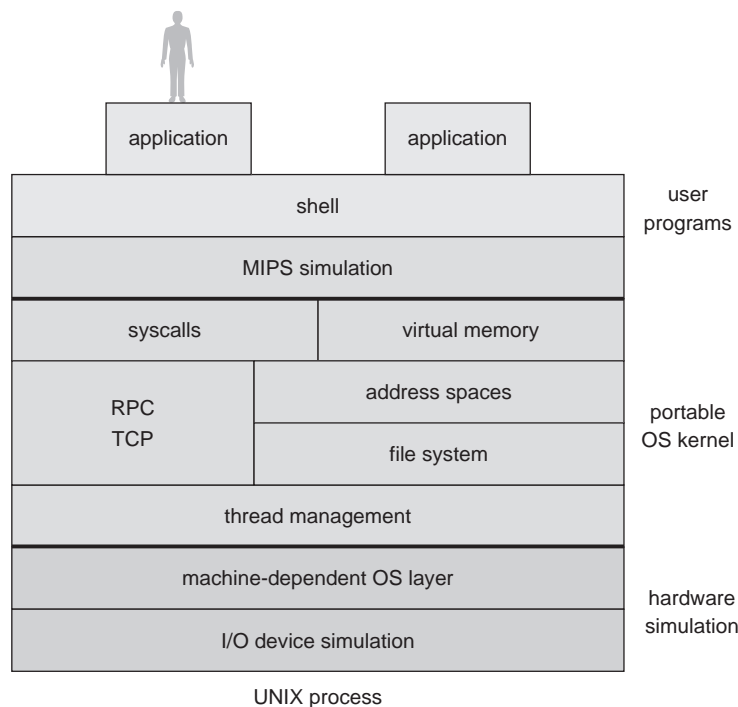 application
application
shell
user
programs
MIPS simulation
syscalls
virtual memory
RPC
TCP
address spaces
file system
portable
OS kernel
thread management
machine-dependent OS layer
I/O device simulation
hardware
simulation
UNIX process